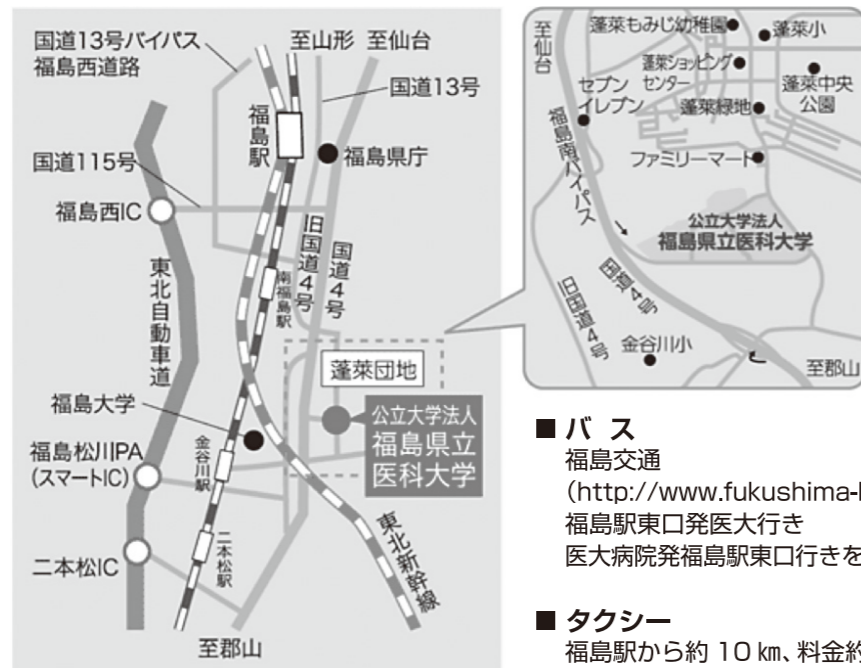 国道13号バイパス
福島西道路
至山形
至仙台
国道13号
福島駅
福島県庁
国道115号
福島西IC
東北自動車道
旧国道4号
国道4号
南福島駅
蓬萊団地
福島大学
公立大学法人
福島県立
医科大学
福島松川PA
(スマートIC)
金谷川駅
二本松IC
二本松駅
東北新幹線
至郡山
至仙台
蓬萊もみじ幼稚園
蓬萊小
蓬萊ショッピング
センター
蓬萊中央
公園
セブン
イレブン
蓬萊緑地
福島南バイパス
ファミリーマート
公立大学法人
福島県立医科大学
国道4号
旧国道4号
金谷川小
至郡山
■ バ ス
福島交通
(http://www.fukushima-
福島駅東口発医大行き
医大病院発福島駅東口行きを
■ タクシー
福島駅から約 10 ㎞、料金約